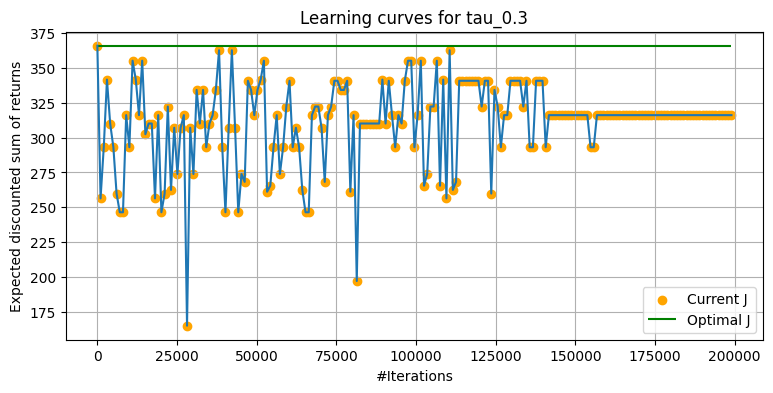 Learning curves for tau_0.3
Expected discounted sum of returns
375
350
325
300
275
250
225
200
175
Current J
Optimal J
0 25000 50000 75000 100000 125000 150000 175000 200000
#Iterations